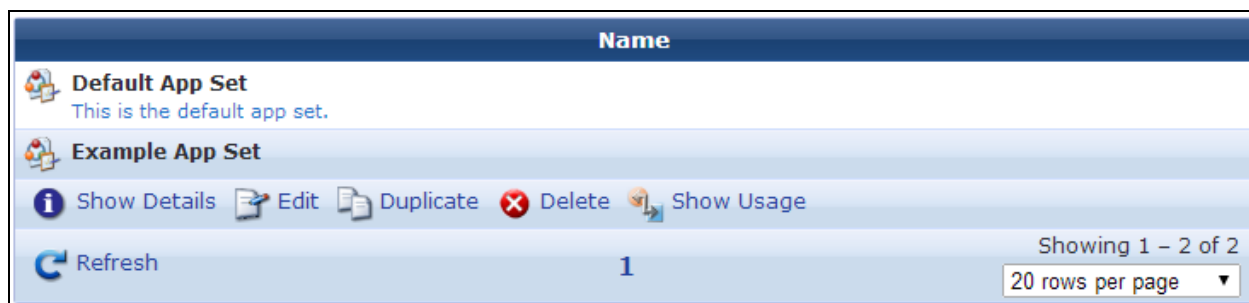 Name
Default App Set
This is the default app set.
Example App Set
Show Details Edit Duplicate Delete Show Usage
Refresh 1 Showing 1 – 2 of 2
20 rows per page